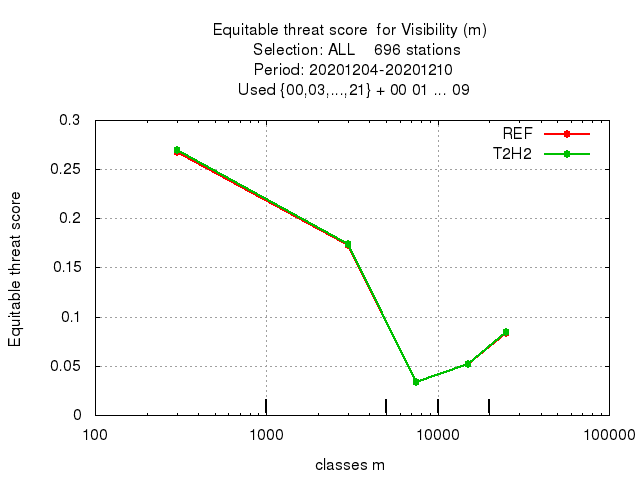 Equitable threat score  for Visibility (m)
Selection: ALL    696 stations
Period: 20201204-20201210
Used {00,03,...,21} + 00 01 ... 09
0.3
0.25
0.2
0.15
0.1
0.05
0
REF
T2H2
Equitable threat score
100
1000
10000
100000
classes m